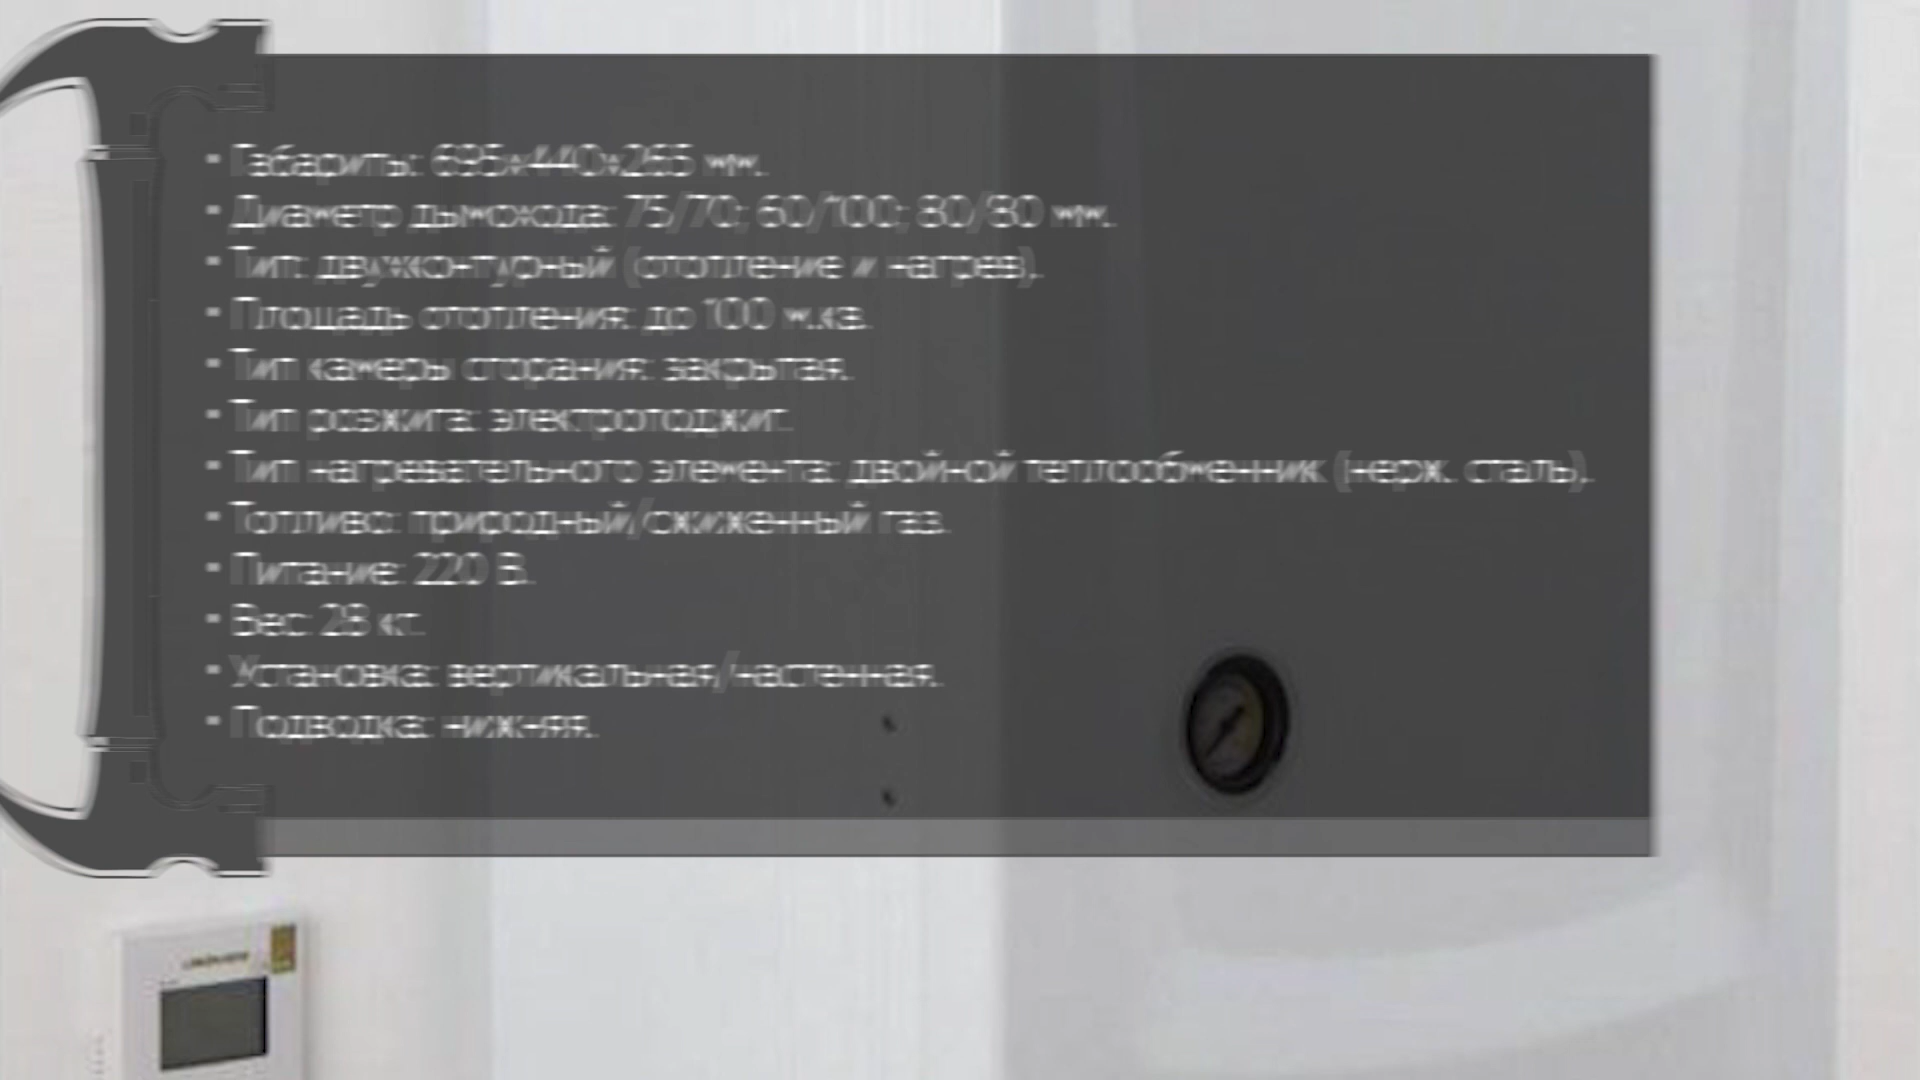 - Габариты: 695х440х265 мм.
- Диаметр дымохода: 75/70; 60/100; 80/80 мм.
- Тип: двухконтурный (отопление и нагрев).
- Площадь отопления: до 100 м.кв.
- Тип камеры сгорания: закрытая.
- Тип розжига: электроподжиг.
- Тип нагревательного элемента: двойной теплообменник (нерж. сталь).
- Топливо: природный/сжиженный газ.
- Питание: 220 В.
- Вес: 28 кг.
- Установка: вертикальная/настенная.
- Подводка: нижняя.